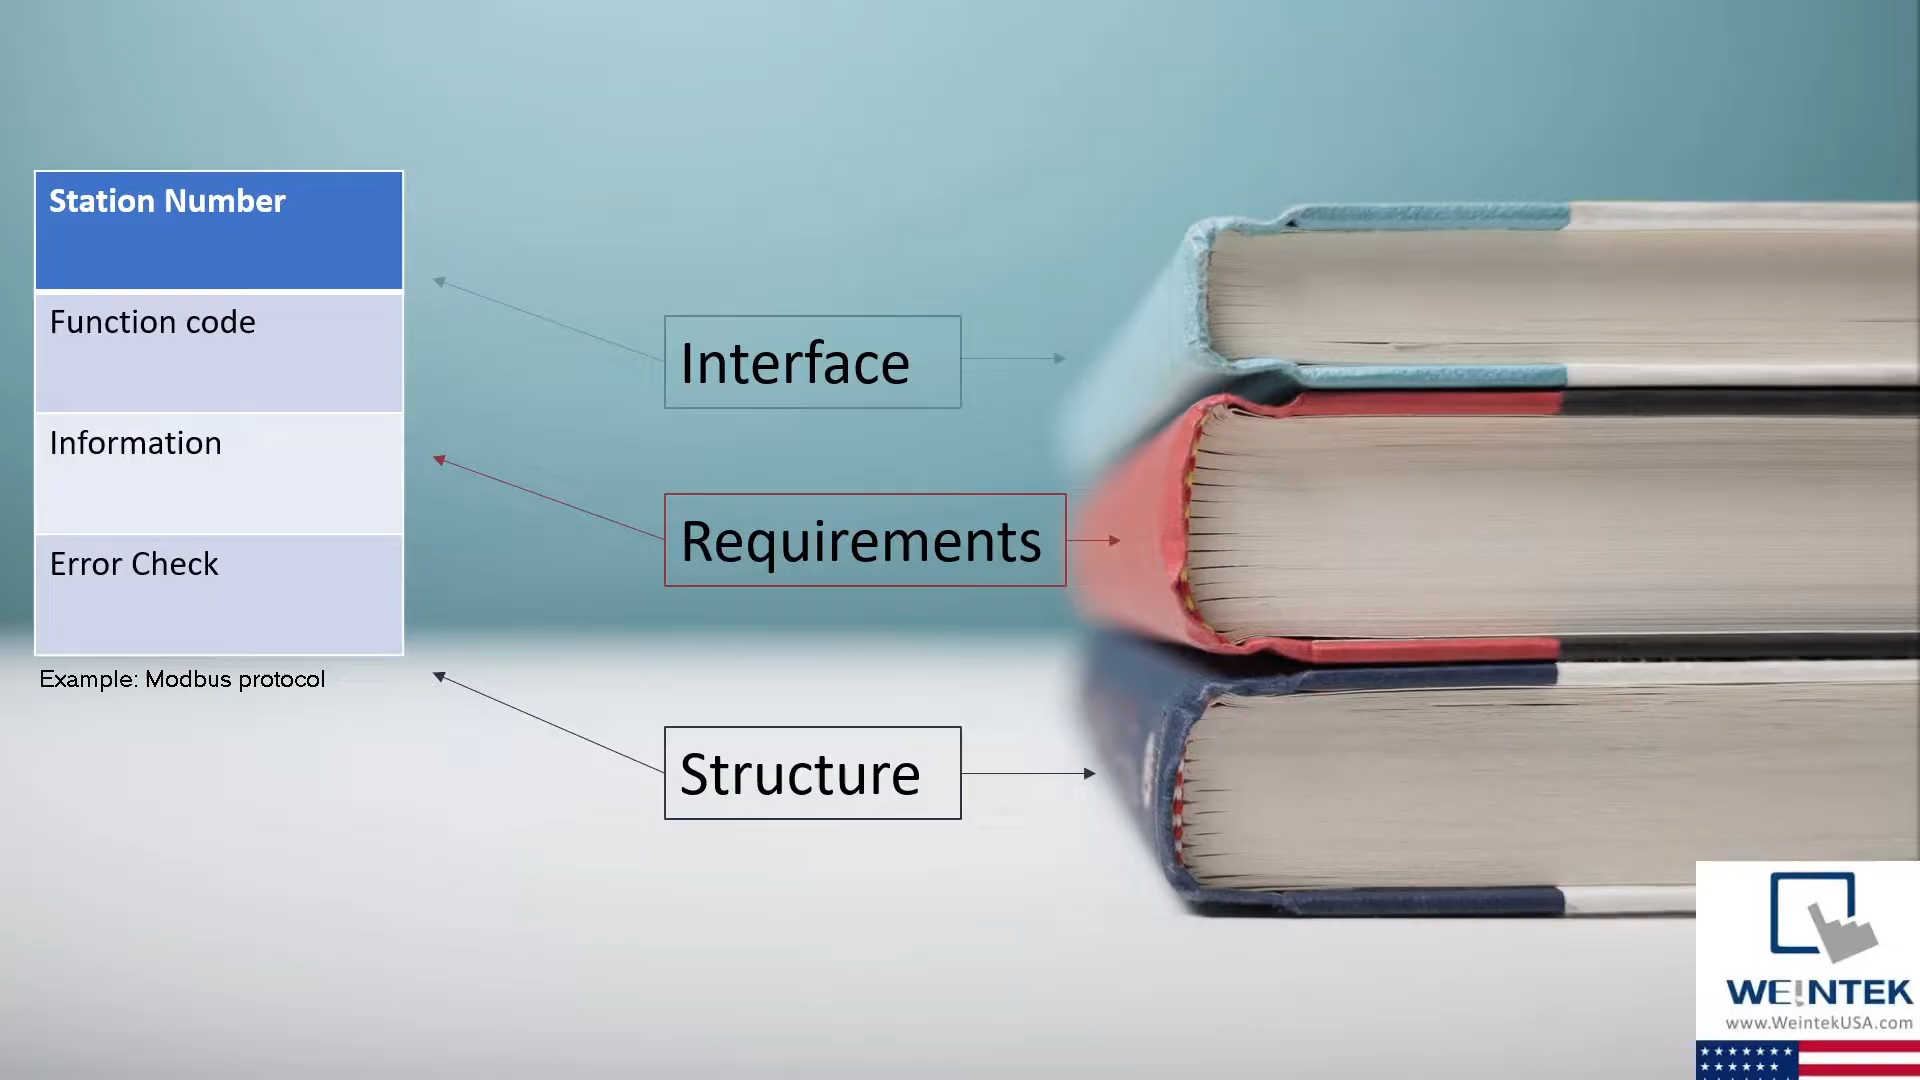 Station Number
Function code
Information
Error Check
Example: Modbus protocol
Interface
Requirements
Structure
WEINTEK
www.WeintekUSA.com